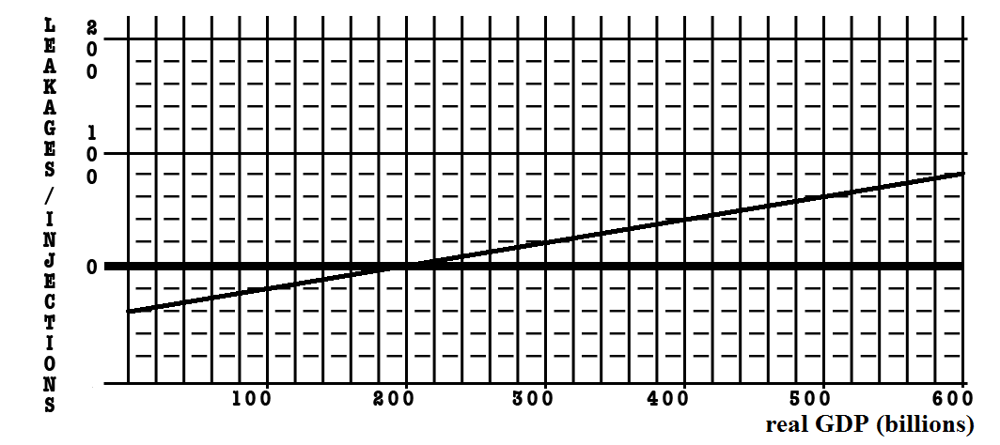 LEAKAGES/INJECTIONS
200
100
0
100 200 300 400 500 600
real GDP (billions)